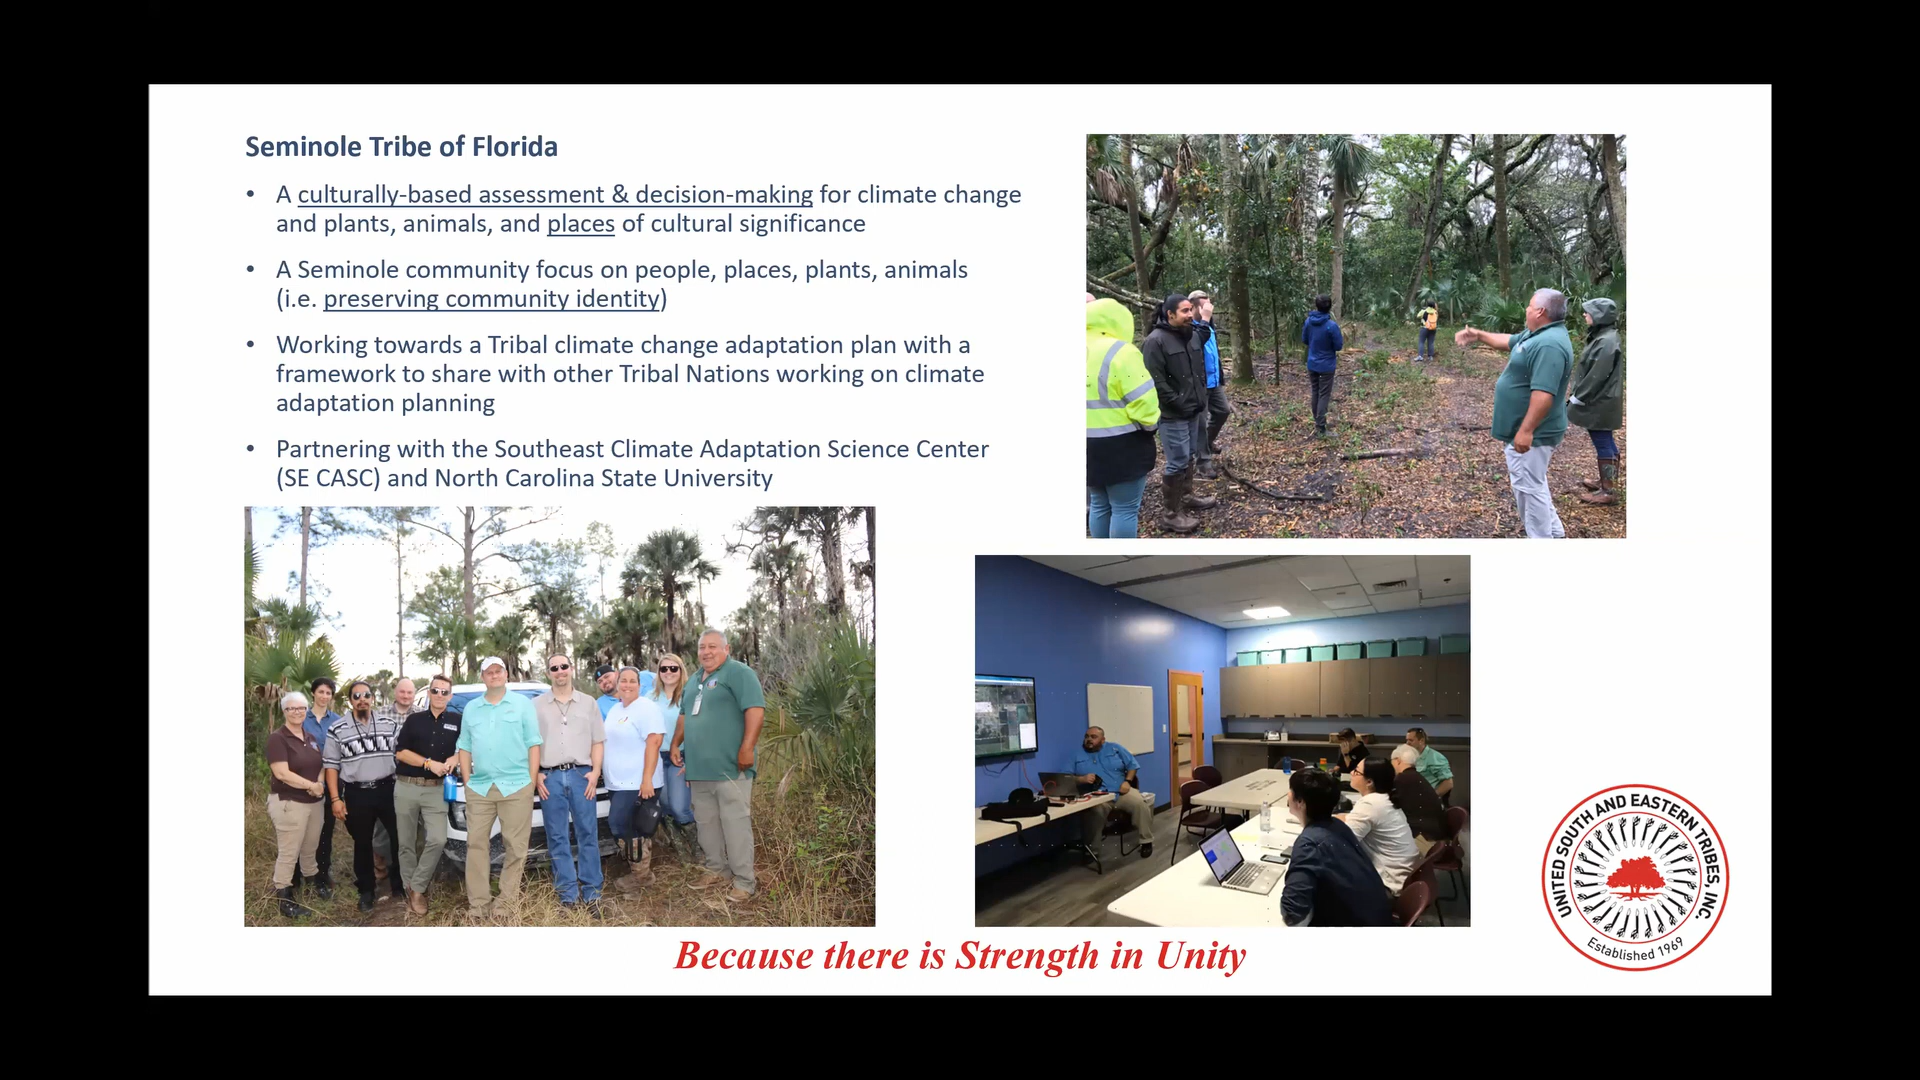 Seminole Tribe of Florida
• A culturally-based assessment & decision-making for climate change
and plants, animals, and places of cultural significance
• A Seminole community focus on people, places, plants, animals
(i.e. preserving community identity)
• Working towards a Tribal climate change adaptation plan with a
framework to share with other Tribal Nations working on climate
adaptation planning
• Partnering with the Southeast Climate Adaptation Science Center
(SE CASC) and North Carolina State University
UNITED SOUTH AND EASTERN TRIBES, INC.
Established 1969
Because there is Strength in Unity